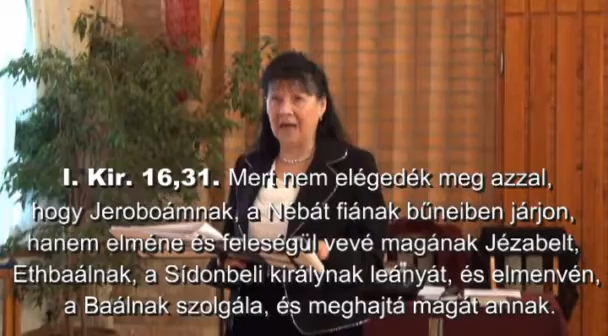 I. Kir. 16,31. Mert nem elégedék meg azzal,
hogy Jeroboámnak, a Nébát fiának bűneiben járjon,
hanem elméne és feleségül vevé magának Jézabelt,
Ethbaálnak, a Sídonbeli királynak leányát, és elmenvén,
a Baálnak szolgála, és meghajtá magát annak.